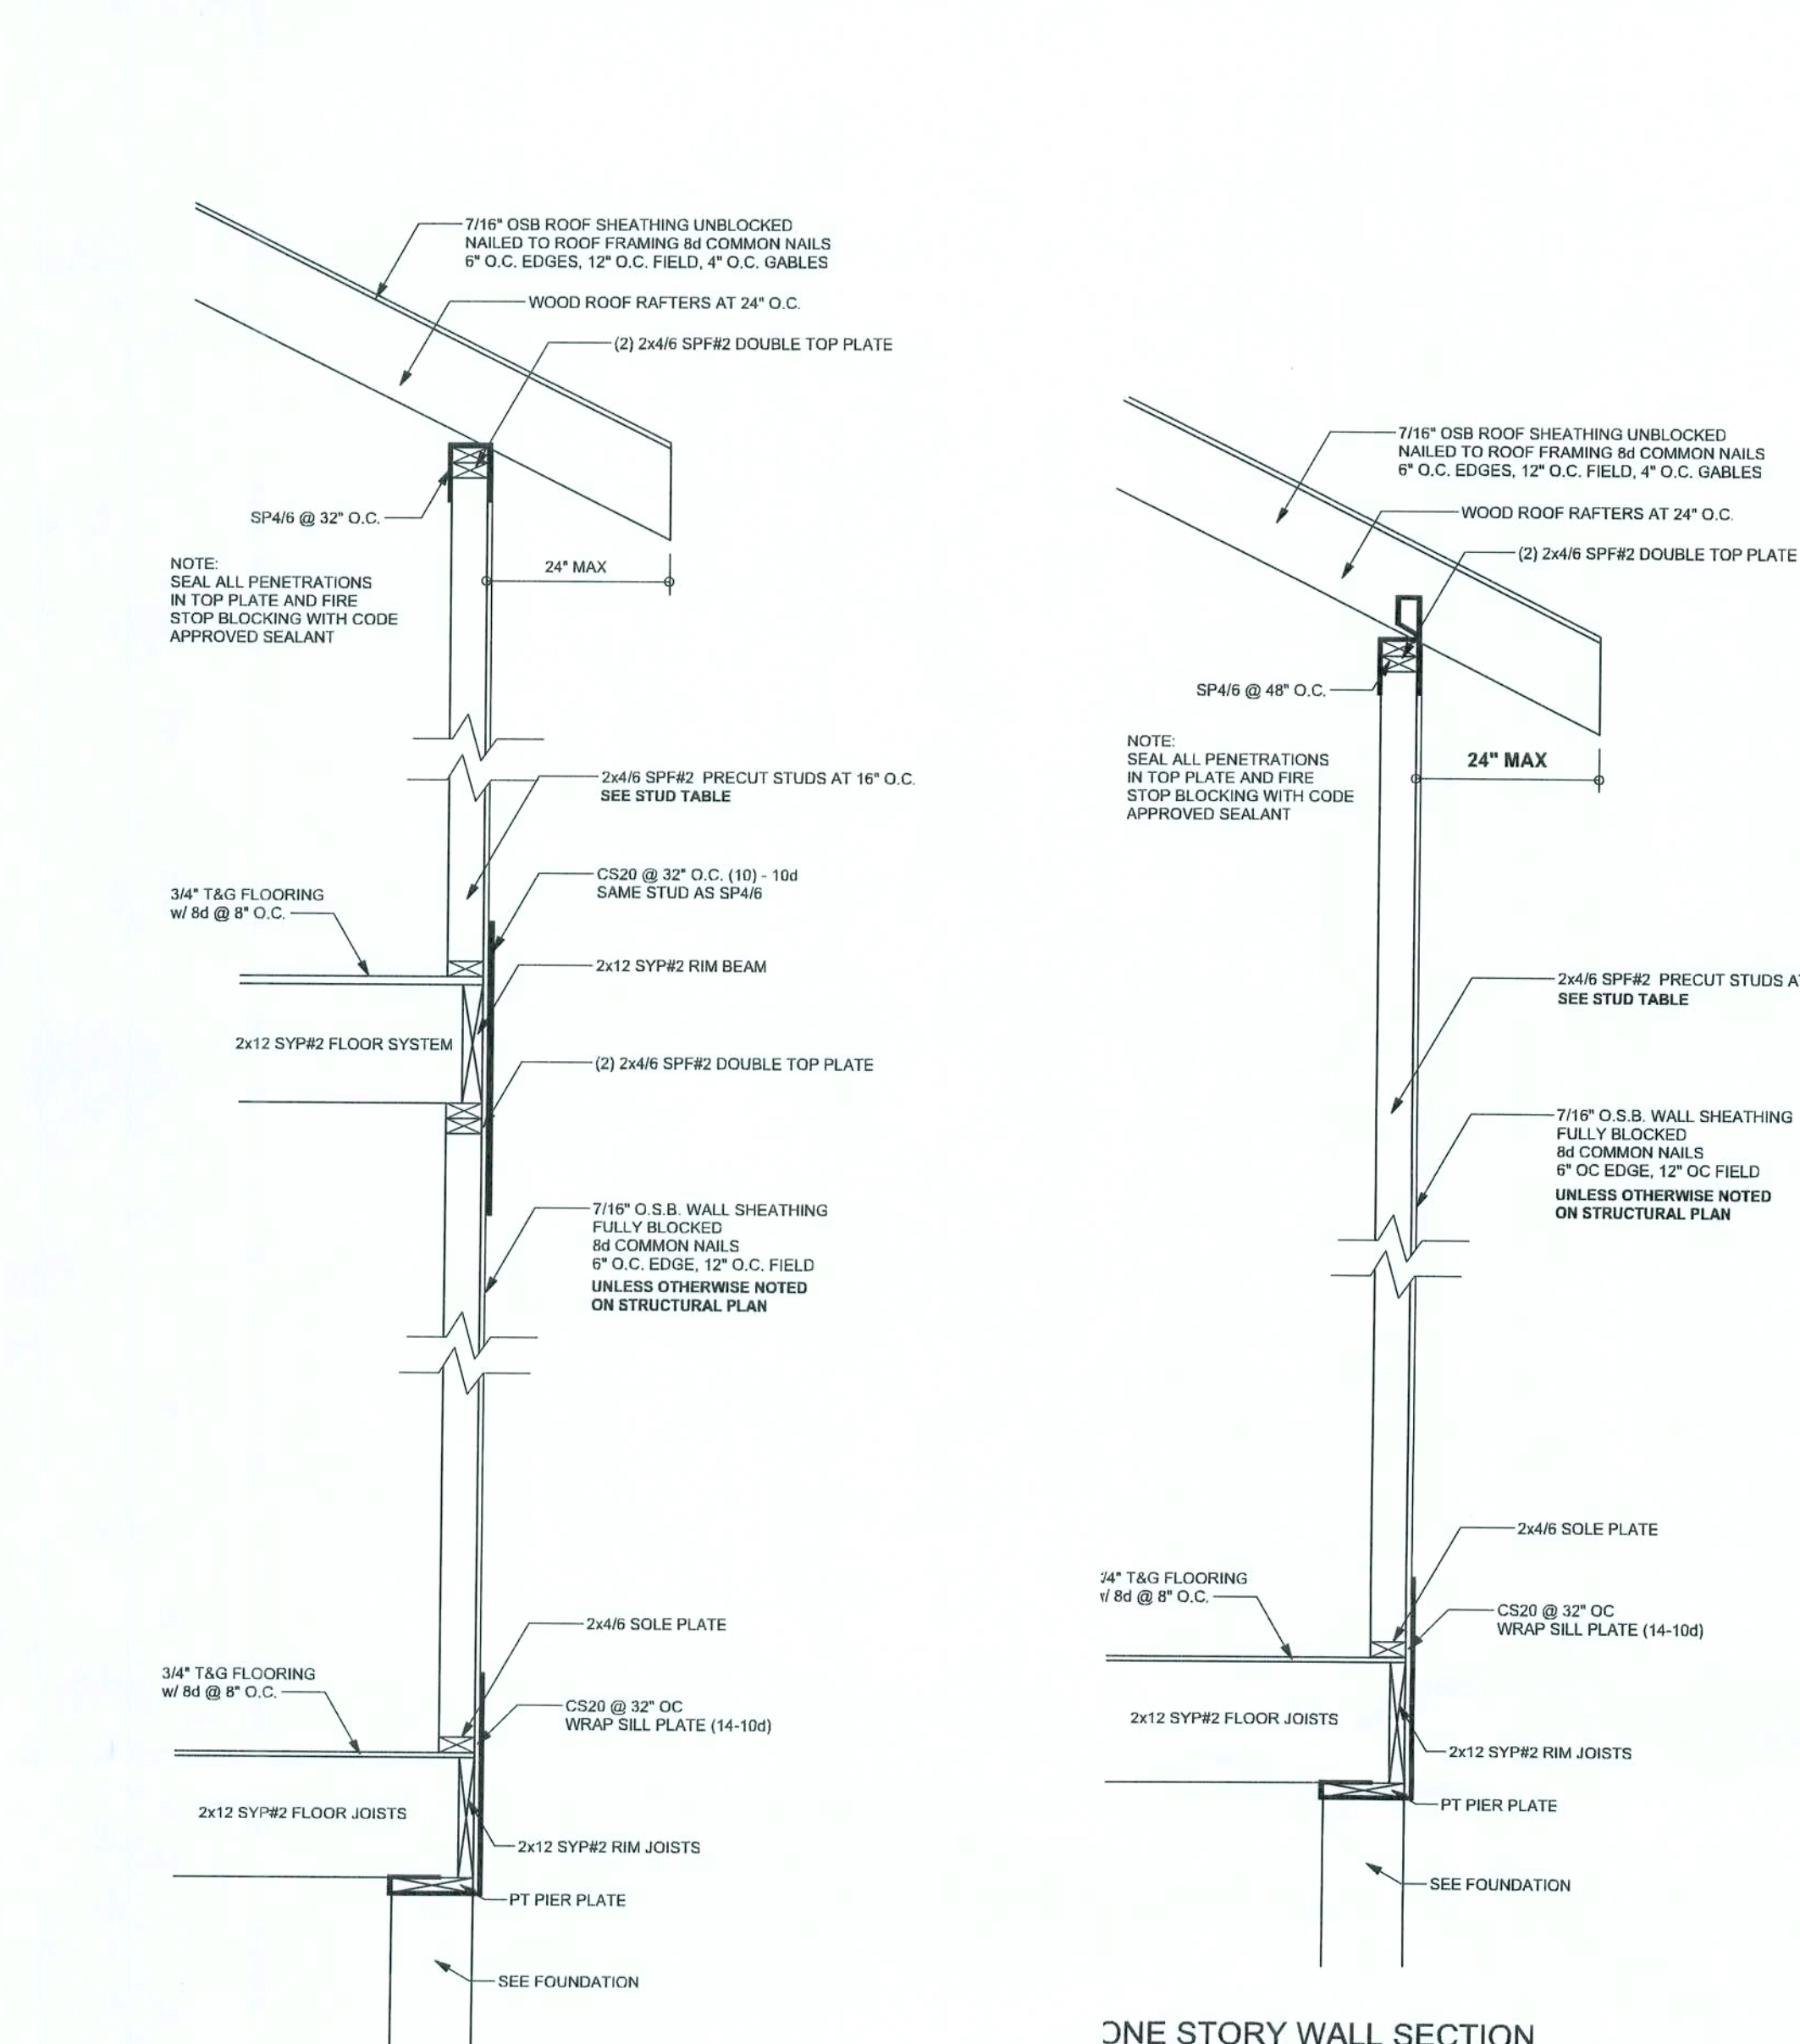 7/16" OSB ROOF SHEATHING UNBLOCKED
NAILED TO ROOF FRAMING 8d COMMON NAILS
6" O.C. EDGES, 12" O.C. FIELD, 4" O.C. GABLES
WOOD ROOF RAFTERS AT 24" O.C.
(2) 2x4/6 SPF#2 DOUBLE TOP PLATE
SP4/6 @ 32" O.C.
NOTE:
SEAL ALL PENETRATIONS
IN TOP PLATE AND FIRE
STOP BLOCKING WITH CODE
APPROVED SEALANT
24" MAX
2x4/6 SPF#2 PRECUT STUDS AT 16" O.C.
SEE STUD TABLE
CS20 @ 32" O.C. (10) - 10d
SAME STUD AS SP4/6
3/4" T&G FLOORING
w/ 8d @ 8" O.C.
2x12 SYP#2 RIM BEAM
2x12 SYP#2 FLOOR SYSTEM
(2) 2x4/6 SPF#2 DOUBLE TOP PLATE
7/16" O.S.B. WALL SHEATHING
FULLY BLOCKED
8d COMMON NAILS
6" O.C. EDGE, 12" O.C. FIELD
UNLESS OTHERWISE NOTED
ON STRUCTURAL PLAN
2x4/6 SOLE PLATE
3/4" T&G FLOORING
w/ 8d @ 8" O.C.
CS20 @ 32" OC
WRAP SILL PLATE (14-10d)
2x12 SYP#2 FLOOR JOISTS
2x12 SYP#2 RIM JOISTS
PT PIER PLATE
SEE FOUNDATION
7/16" OSB ROOF SHEATHING UNBLOCKED
NAILED TO ROOF FRAMING 8d COMMON NAILS
6" O.C. EDGES, 12" O.C. FIELD, 4" O.C. GABLES
WOOD ROOF RAFTERS AT 24" O.C.
(2) 2x4/6 SPF#2 DOUBLE TOP PLATE
SP4/6 @ 48" O.C.
NOTE:
SEAL ALL PENETRATIONS
IN TOP PLATE AND FIRE
STOP BLOCKING WITH CODE
APPROVED SEALANT
24" MAX
2x4/6 SPF#2 PRECUT STUDS
SEE STUD TABLE
7/16" O.S.B. WALL SHEATHING
FULLY BLOCKED
8d COMMON NAILS
6" OC EDGE, 12" OC FIELD
UNLESS OTHERWISE NOTED
ON STRUCTURAL PLAN
2x4/6 SOLE PLATE
/4" T&G FLOORING
/ 8d @ 8" O.C.
CS20 @ 32" OC
WRAP SILL PLATE (14-10d)
2x12 SYP#2 FLOOR JOISTS
2x12 SYP#2 RIM JOISTS
PT PIER PLATE
SEE FOUNDATION
ONE STORY WALL SECTION